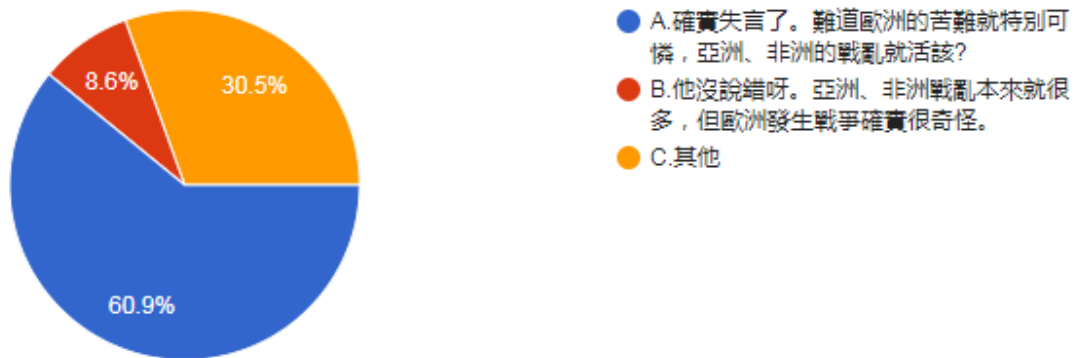 8.6%
30.5%
60.9%
A.確實失言了。難道歐洲的苦難就特別可
憐，亞洲、非洲的戰亂就活該?
B.他沒說錯呀。亞洲、非洲戰亂本來就很
多，但歐洲發生戰爭確實很奇怪。
C.其他